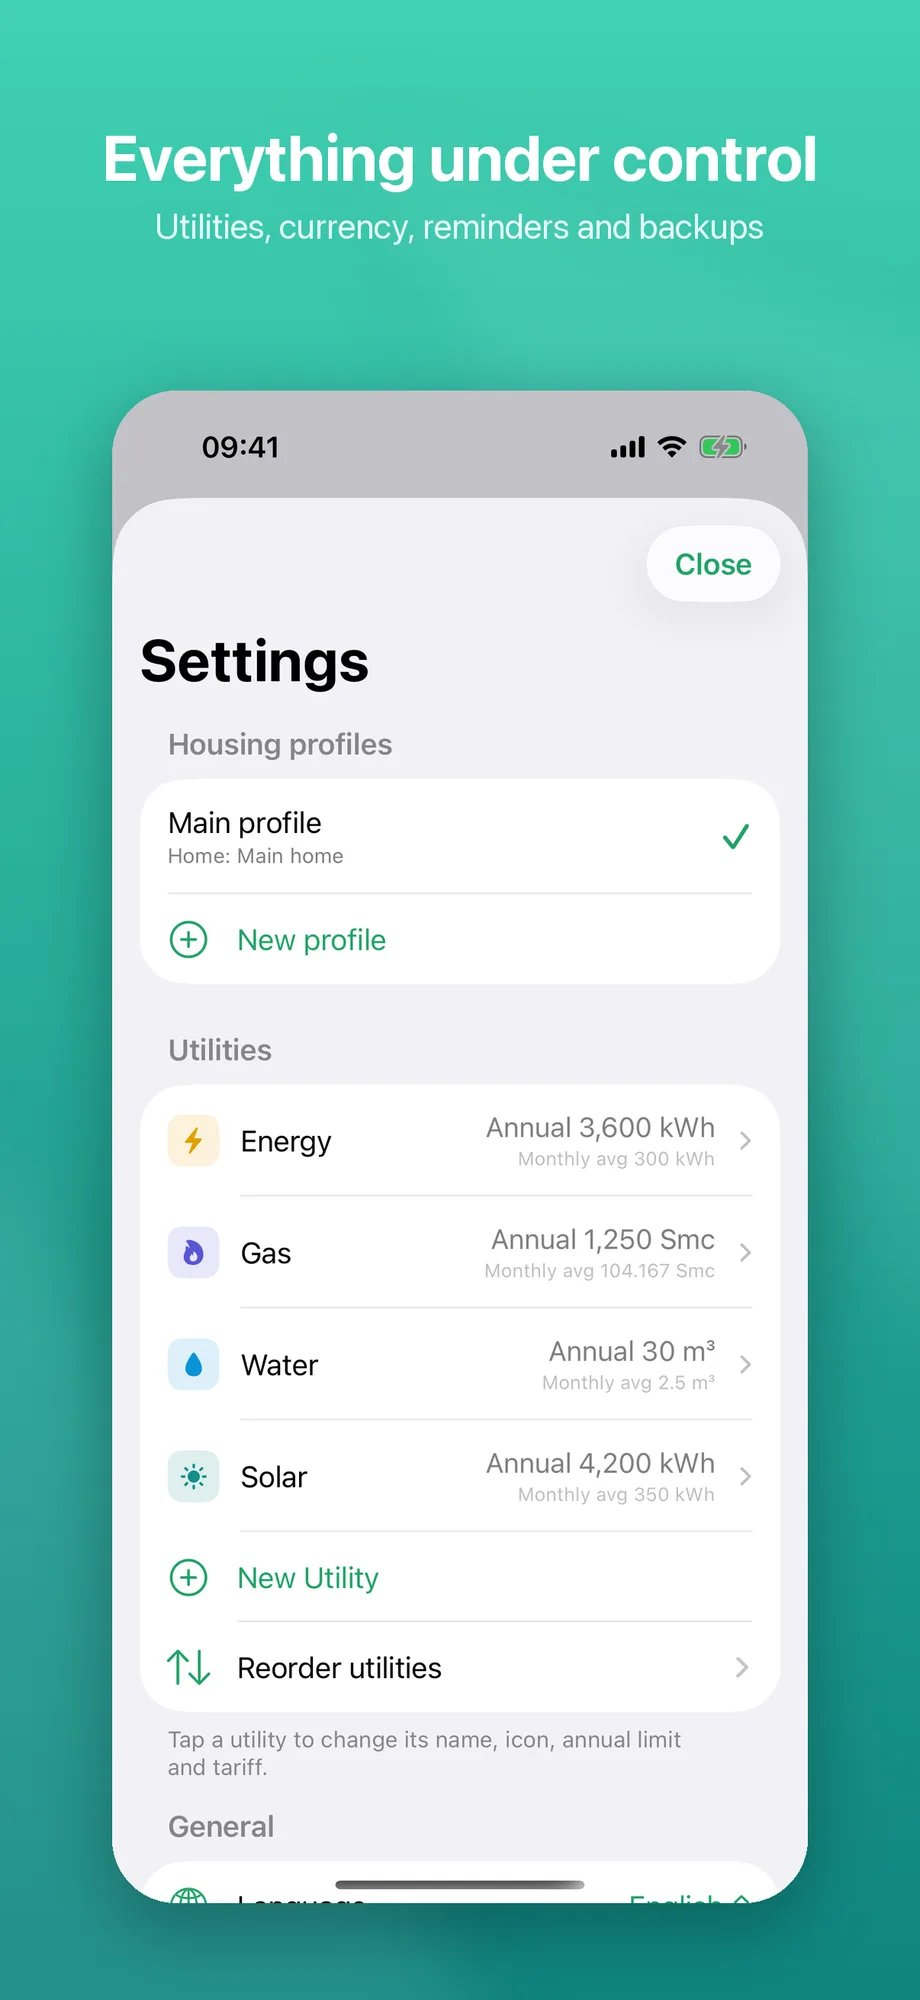 Everything under control
Utilities, currency, reminders and backups
09:41
Close
Settings
Housing profiles
Main profile
Home: Main home
New profile
Utilities
Energy
Annual 3,600 kWh
Monthly avg 300 kWh
Gas
Annual 1,250 Smc
Monthly avg 104.167 Smc
Water
Annual 30 m³
Monthly avg 2.5 m³
Solar
Annual 4,200 kWh
Monthly avg 350 kWh
New Utility
Reorder utilities
Tap a utility to change its name, icon, annual limit
and tariff.
General
Language
English